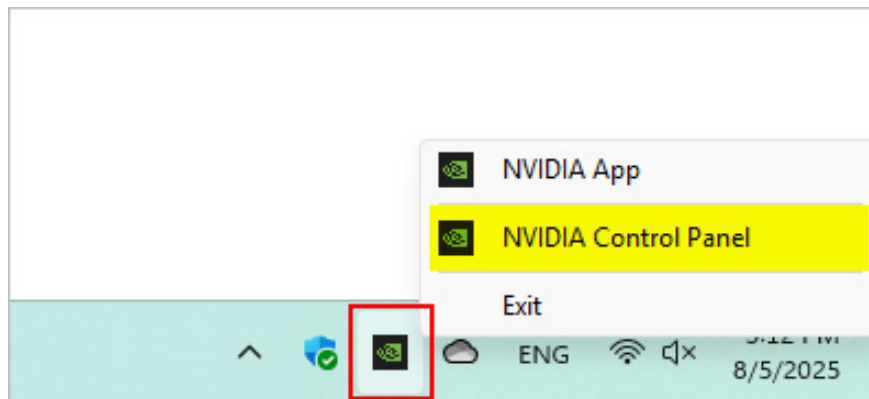 NVIDIA App
NVIDIA Control Panel
Exit
ENG
8/5/2025